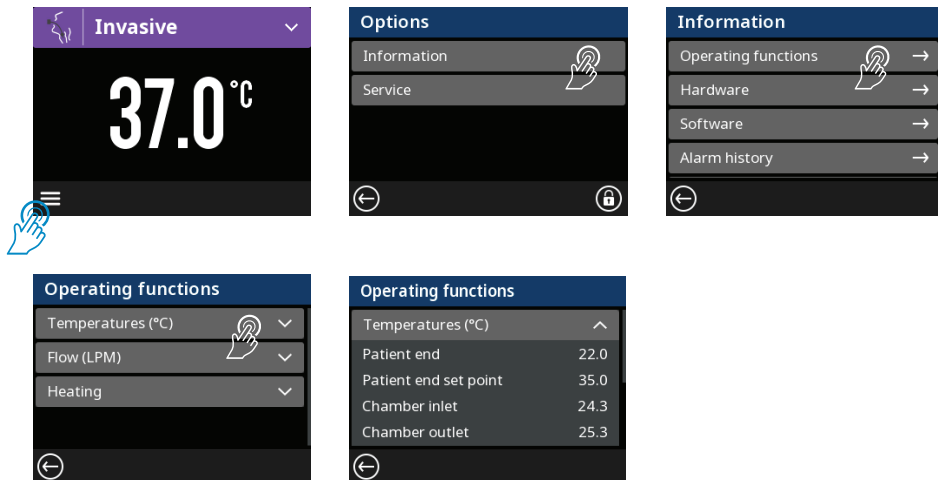 Invasive
37.0 °C
Options
Information
Service
Information
Operating functions
Hardware
Software
Alarm history
Operating functions
Temperatures (°C)
Flow (LPM)
Heating
Operating functions
Temperatures (°C)
Patient end 22.0
Patient end set point 35.0
Chamber inlet 24.3
Chamber outlet 25.3